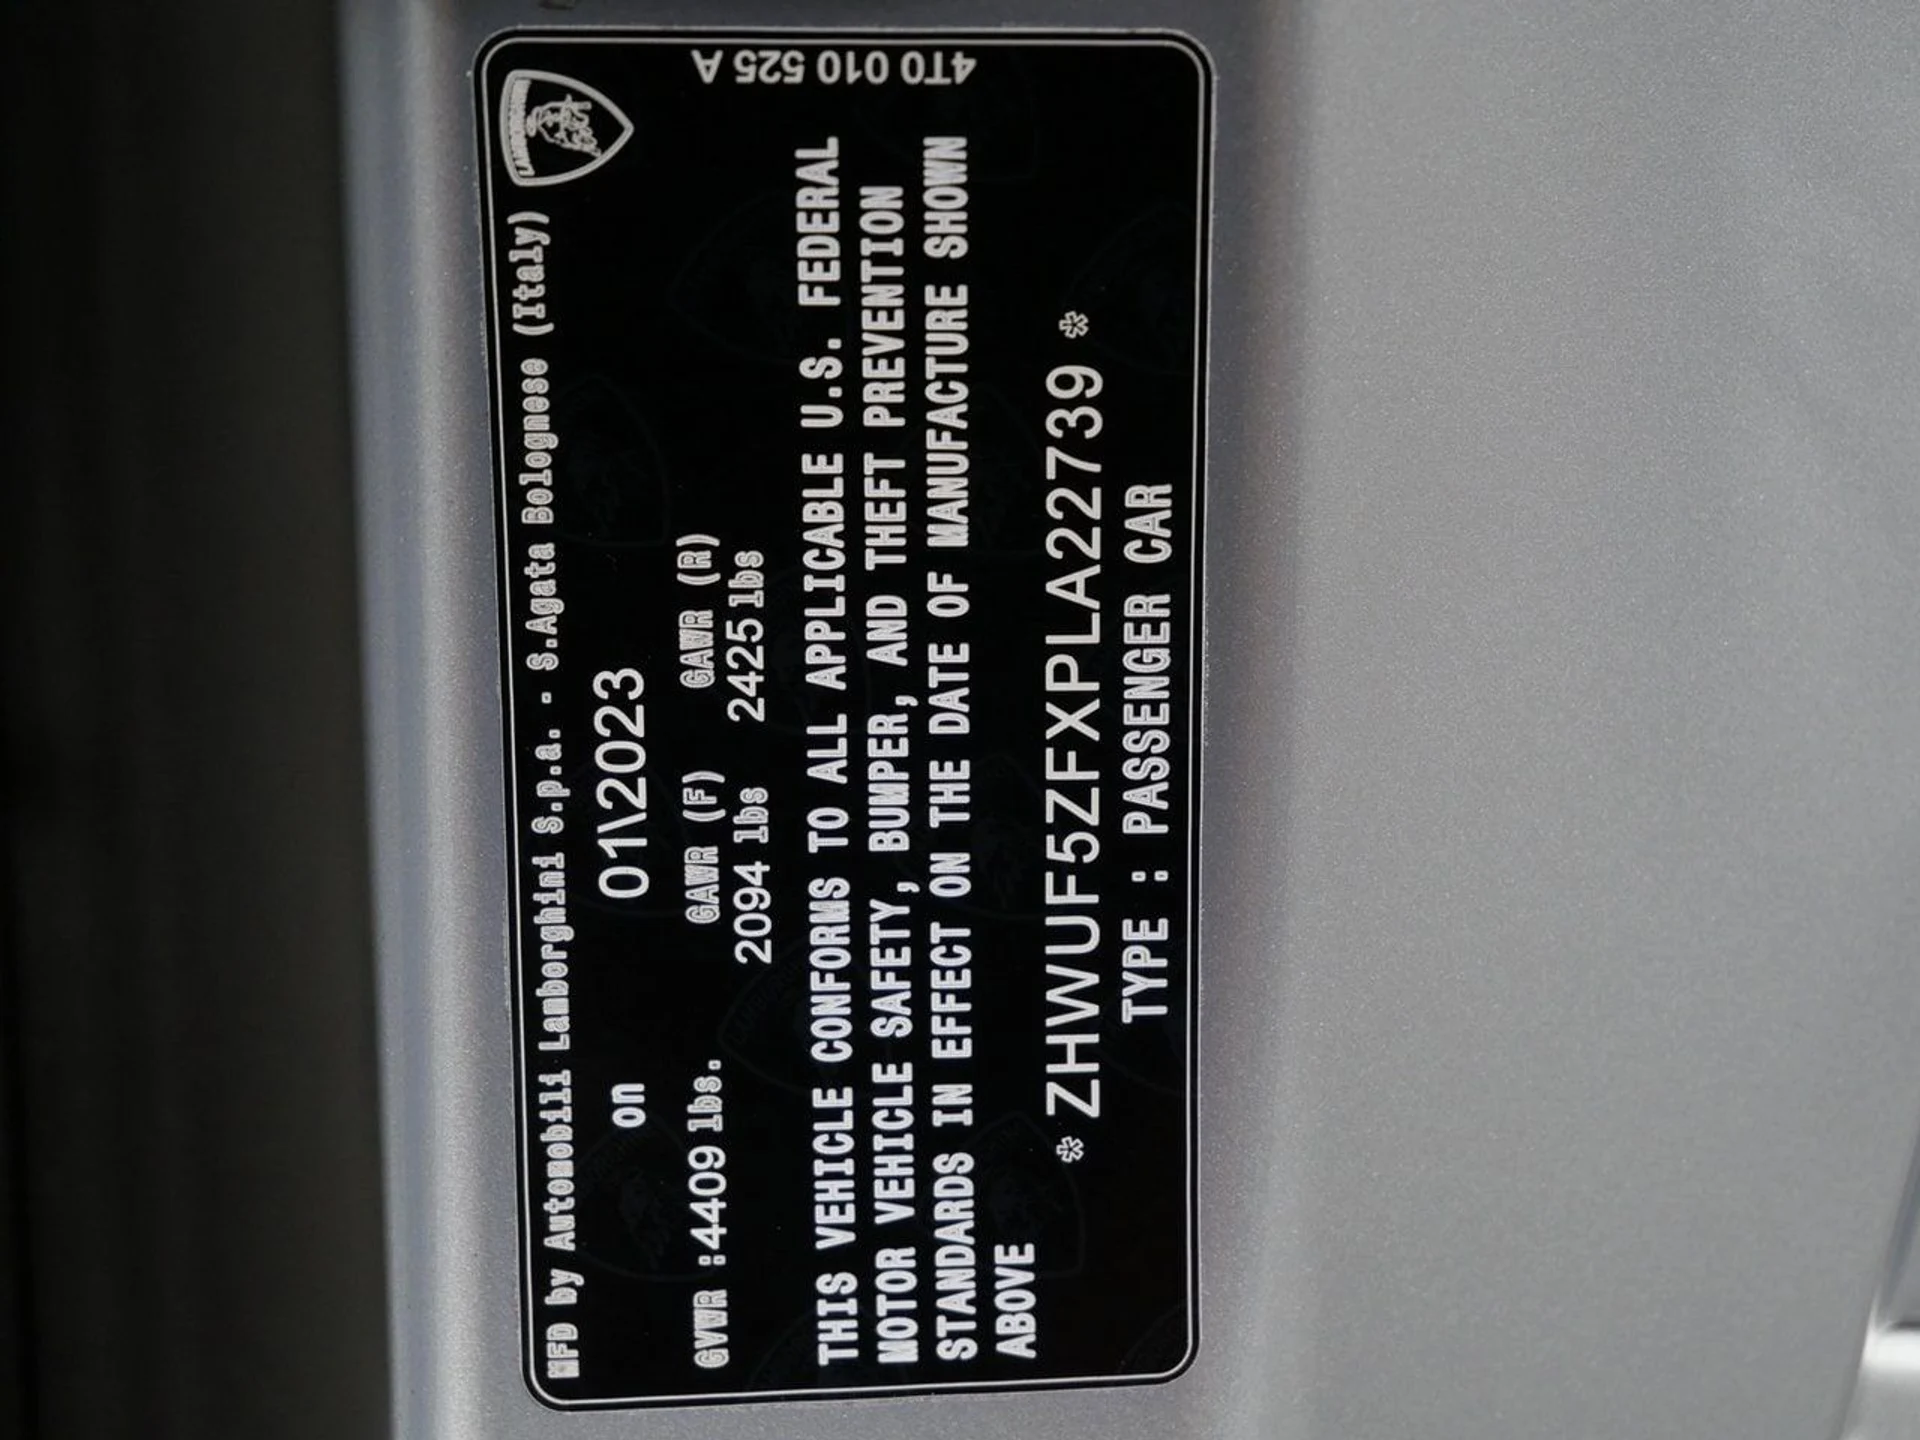 MFD by Automobili Lamborghini S.p.a. - S.Agata Bolognese (Italy)
LAMBORGHINI
on 01\2023
GVWR :4409 lbs. GAWR (F) GAWR (R)
2094 lbs 2425 lbs
THIS VEHICLE CONFORMS TO ALL APPLICABLE U.S. FEDERAL
MOTOR VEHICLE SAFETY, BUMPER, AND THEFT PREVENTION
STANDARDS IN EFFECT ON THE DATE OF MANUFACTURE SHOWN
ABOVE
* ZHWUF5ZFXPLA22739 *
TYPE : PASSENGER CAR
4T0 010 525 A